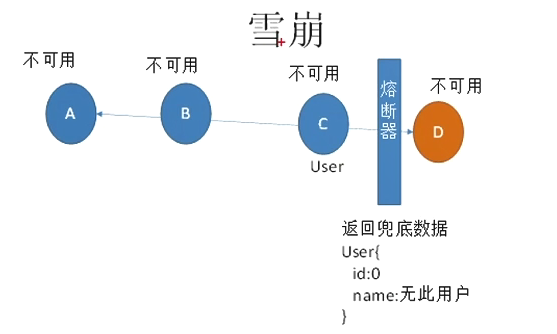 雪崩
不可用
不可用
不可用
不可用
A
B
C
熔断器
D
User
返回兜底数据
User{
id:0
name:无此用户
}